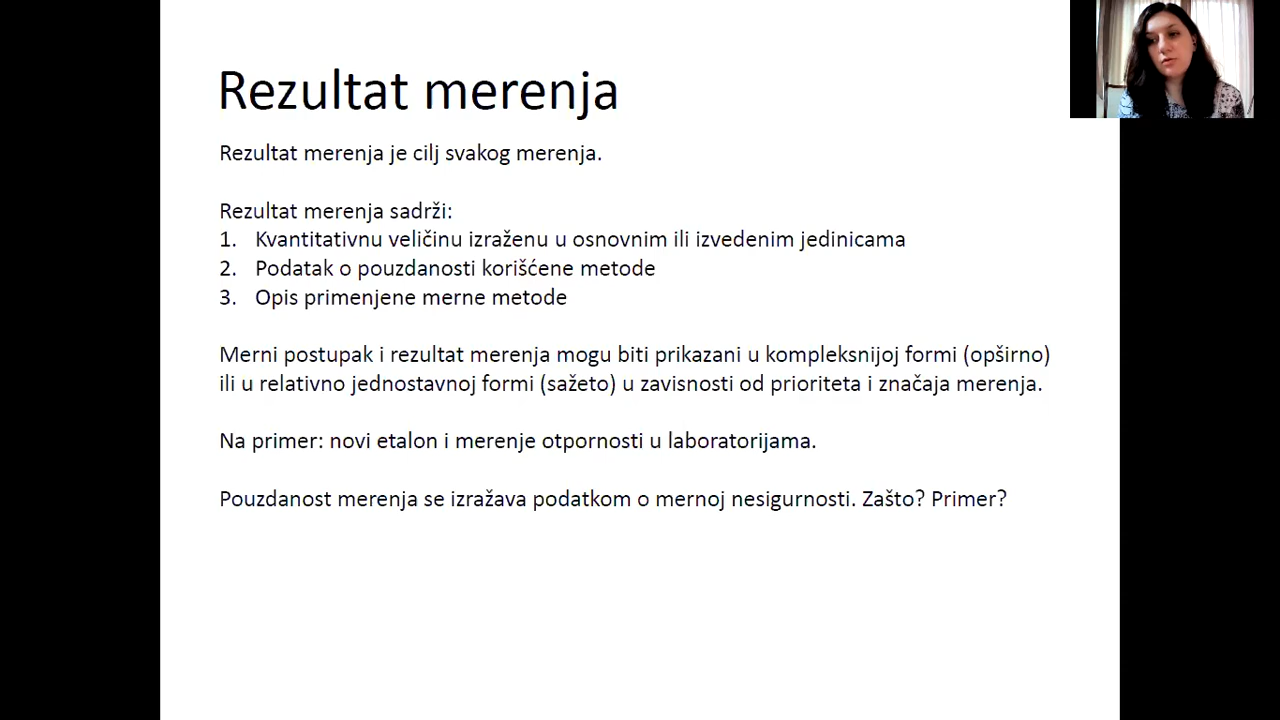 Rezultat merenja
Rezultat merenja je cilj svakog merenja.
Rezultat merenja sadrži:
1. Kvantitativnu veličinu izraženu u osnovnim ili izvedenim jedinicama
2. Podatak o pouzdanosti korišćene metode
3. Opis primenjene merne metode
Merni postupak i rezultat merenja mogu biti prikazani u kompleksnijoj formi (opširno)
ili u relativno jednostavnoj formi (sažeto) u zavisnosti od prioriteta i značaja merenja.
Na primer: novi etalon i merenje otpornosti u laboratorijama.
Pouzdanost merenja se izražava podatkom o mernoj nesigurnosti. Zašto? Primer?